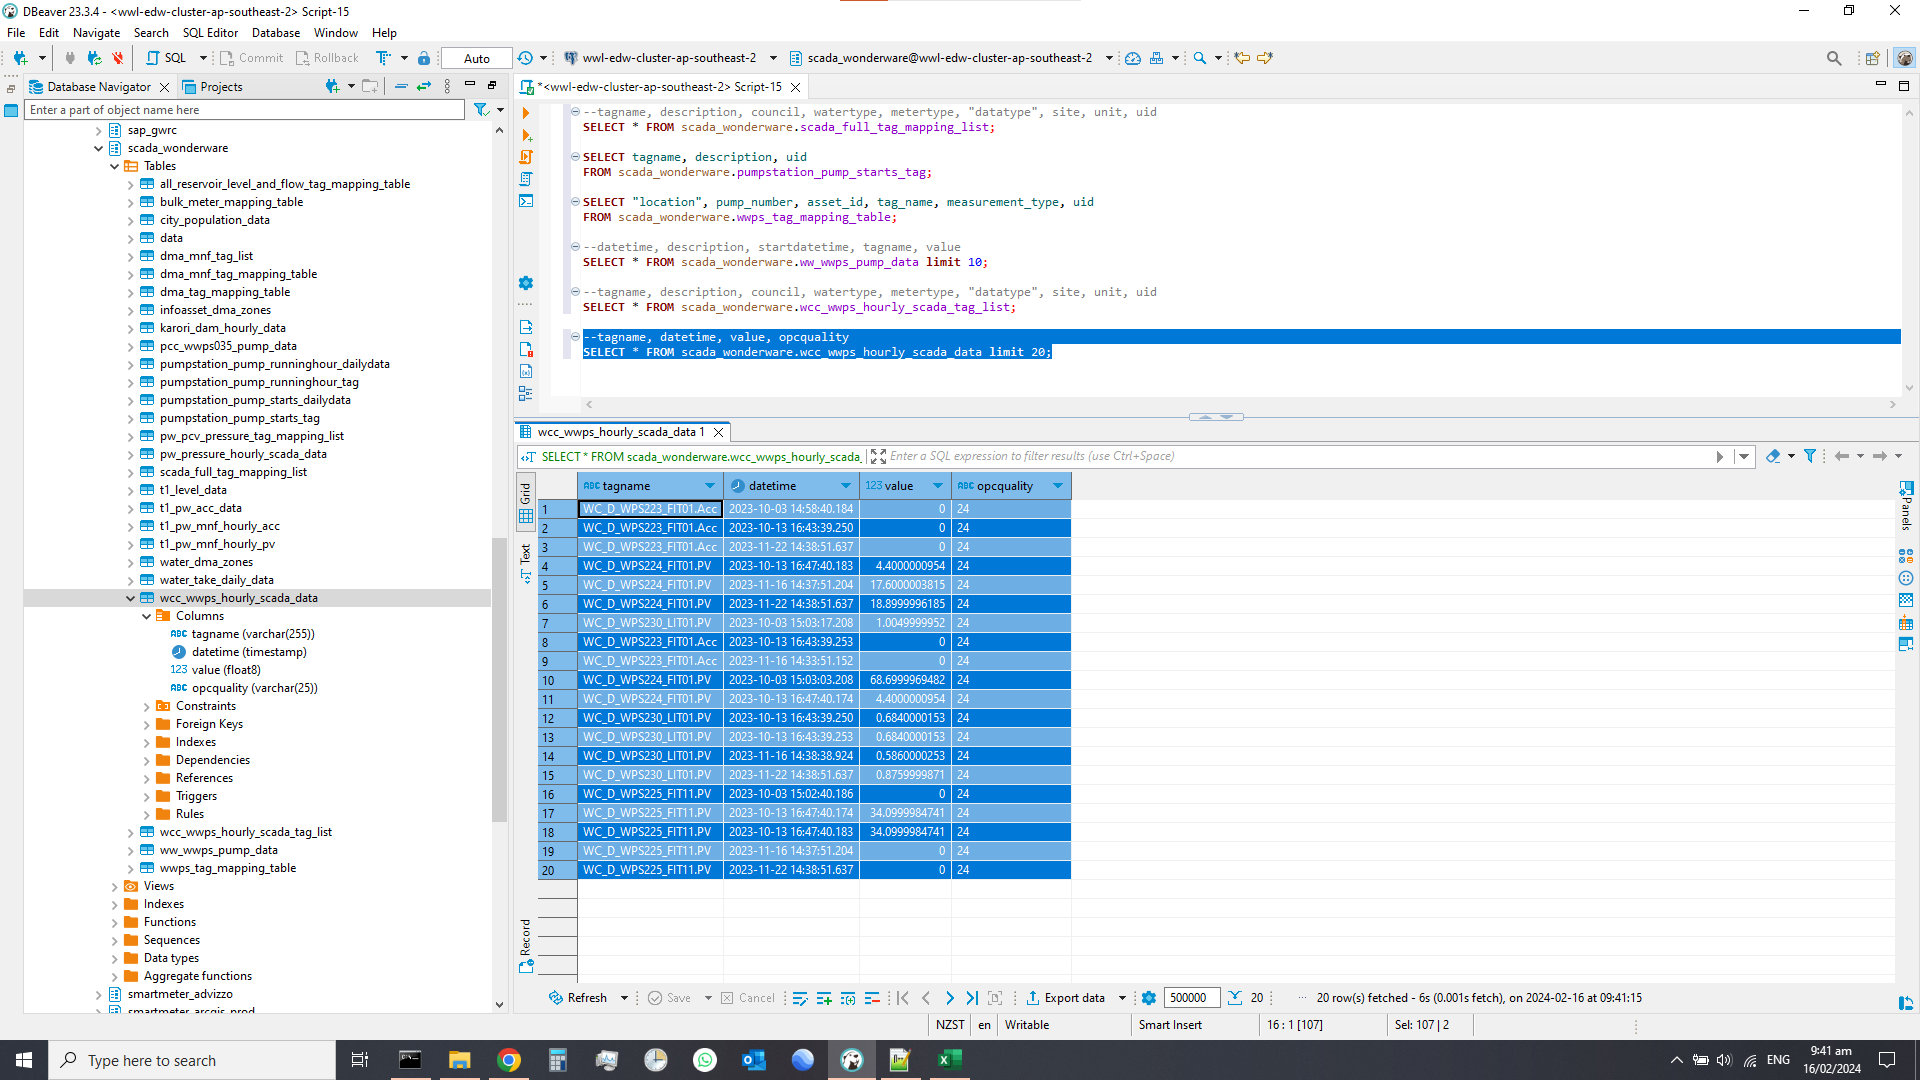 DBeaver 23.3.4 - <wwl-edw-cluster-ap-southeast-2> Script-15
File Edit Navigate Search SQL Editor Database Window Help
SQL Commit Rollback Auto wwl-edw-cluster-ap-southeast-2 scada_wonderware@wwl-edw-cluster-ap-southeast-2
Database Navigator Projects
Enter a part of object name here
sap_gwrc
scada_wonderware
Tables
all_reservoir_level_and_flow_tag_mapping_table
bulk_meter_mapping_table
city_population_data
data
dma_mnf_tag_list
dma_mnf_tag_mapping_table
dma_tag_mapping_table
infoasset_dma_zones
karori_dam_hourly_data
pcc_wwps035_pump_data
pumpstation_pump_runninghour_dailydata
pumpstation_pump_runninghour_tag
pumpstation_pump_starts_dailydata
pumpstation_pump_starts_tag
pw_pcv_pressure_tag_mapping_list
pw_pressure_hourly_scada_data
scada_full_tag_mapping_list
t1_level_data
t1_pw_acc_data
t1_pw_mnf_hourly_acc
t1_pw_mnf_hourly_pv
water_dma_zones
water_take_daily_data
wcc_wwps_hourly_scada_data
Columns
ABC tagname (varchar(255))
datetime (timestamp)
123 value (float8)
ABC opcquality (varchar(25))
Constraints
Foreign Keys
Indexes
Dependencies
References
Triggers
Rules
wcc_wwps_hourly_scada_tag_list
ww_wwps_pump_data
wwps_tag_mapping_table
Views
Indexes
Functions
Sequences
Data types
Aggregate functions
smartmeter_advizzo
smartmeter_arcgis_prod
*<wwl-edw-cluster-ap-southeast-2> Script-15
--tagname, description, council, watertype, metertype, "datatype", site, unit, uid
SELECT * FROM scada_wonderware.scada_full_tag_mapping_list;
SELECT tagname, description, uid
FROM scada_wonderware.pumpstation_pump_starts_tag;
SELECT "location", pump_number, asset_id, tag_name, measurement_type, uid
FROM scada_wonderware.wwps_tag_mapping_table;
--datetime, description, startdatetime, tagname, value
SELECT * FROM scada_wonderware.ww_wwps_pump_data limit 10;
--tagname, description, council, watertype, metertype, "datatype", site, unit, uid
SELECT * FROM scada_wonderware.wcc_wwps_hourly_scada_tag_list;
--tagname, datetime, value, opcquality
SELECT * FROM scada_wonderware.wcc_wwps_hourly_scada_data limit 20;
wcc_wwps_hourly_scada_data 1
SELECT * FROM scada_wonderware.wcc_wwps_hourly_scada_ Enter a SQL expression to filter results (use Ctrl+Space)
Grid
Text
Record
Panels
ABC tagname datetime 123 value ABC opcquality
1 WC_D_WPS223_FIT01.Acc 2023-10-03 14:58:40.184 0 24
2 WC_D_WPS223_FIT01.Acc 2023-10-13 16:43:39.250 0 24
3 WC_D_WPS223_FIT01.Acc 2023-11-22 14:38:51.637 0 24
4 WC_D_WPS224_FIT01.PV 2023-10-13 16:47:40.183 4.4000000954 24
5 WC_D_WPS224_FIT01.PV 2023-11-16 14:37:51.204 17.6000003815 24
6 WC_D_WPS224_FIT01.PV 2023-11-22 14:38:51.637 18.8999996185 24
7 WC_D_WPS230_LIT01.PV 2023-10-03 15:03:17.208 1.0049999952 24
8 WC_D_WPS223_FIT01.Acc 2023-10-13 16:43:39.253 0 24
9 WC_D_WPS223_FIT01.Acc 2023-11-16 14:33:51.152 0 24
10 WC_D_WPS224_FIT01.PV 2023-10-03 15:03:03.208 68.6999969482 24
11 WC_D_WPS224_FIT01.PV 2023-10-13 16:47:40.174 4.4000000954 24
12 WC_D_WPS230_LIT01.PV 2023-10-13 16:43:39.250 0.6840000153 24
13 WC_D_WPS230_LIT01.PV 2023-10-13 16:43:39.253 0.6840000153 24
14 WC_D_WPS230_LIT01.PV 2023-11-16 14:38:38.924 0.5860000253 24
15 WC_D_WPS230_LIT01.PV 2023-11-22 14:38:51.637 0.8759999871 24
16 WC_D_WPS225_FIT11.PV 2023-10-03 15:02:40.186 0 24
17 WC_D_WPS225_FIT11.PV 2023-10-13 16:47:40.174 34.0999984741 24
18 WC_D_WPS225_FIT11.PV 2023-10-13 16:47:40.183 34.0999984741 24
19 WC_D_WPS225_FIT11.PV 2023-11-16 14:37:51.204 0 24
20 WC_D_WPS225_FIT11.PV 2023-11-22 14:38:51.637 0 24
Refresh Save Cancel Export data 500000 20 20 row(s) fetched - 6s (0.001s fetch), on 2024-02-16 at 09:41:15
NZST en Writable Smart Insert 16 : 1 [107] Sel: 107 | 2
Type here to search
ENG 9:41 am
16/02/2024